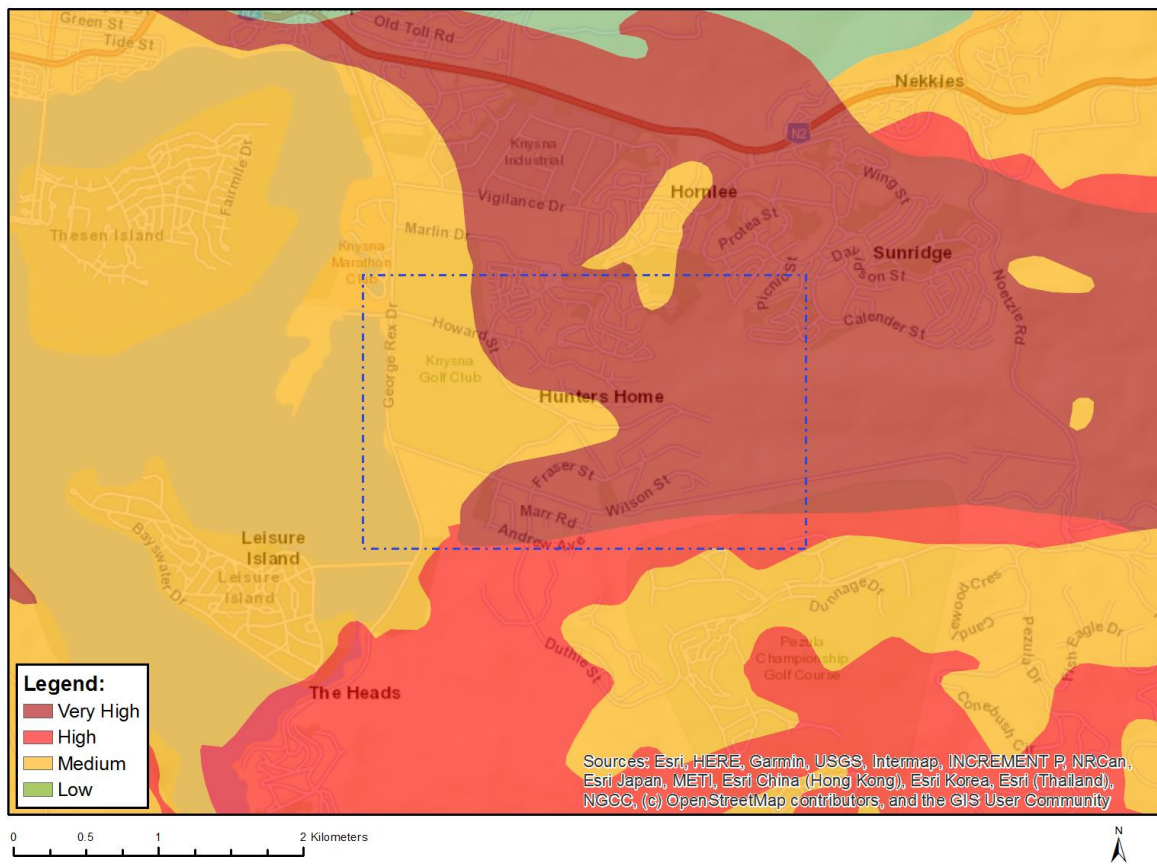 Green St
Tide St
N2
Old Toll Rd
Nekkies
N2
Knysna
Industrial
Hornlee
Wing St
Fairmile Dr
Vigilance Dr
Protea St
Thesen Island
Marlin Dr
Knysna
Marathon
Club
Picnic St
Davidson St
Sunridge
Noetzie Rd
George Rex Dr
Howard St
Calender St
Knysna
Golf Club
Hunters Home
Fraser St
Wilson St
Marr Rd
Andrew Ave
Bayswater Dr
Leisure
Island
Leisure
Island
Dunnage Dr
Candlewood Cres
Pezula Dr
Fish Eagle Dr
Duthie St
Pezula
Championship
Golf Course
The Heads
Conebush Cir
Legend:
Very High
High
Medium
Low
Sources: Esri, HERE, Garmin, USGS, Intermap, INCREMENT P, NRCan,
Esri Japan, METI, Esri China (Hong Kong), Esri Korea, Esri (Thailand),
NGCC, (c) OpenStreetMap contributors, and the GIS User Community
0 0.5 1 2 Kilometers
N